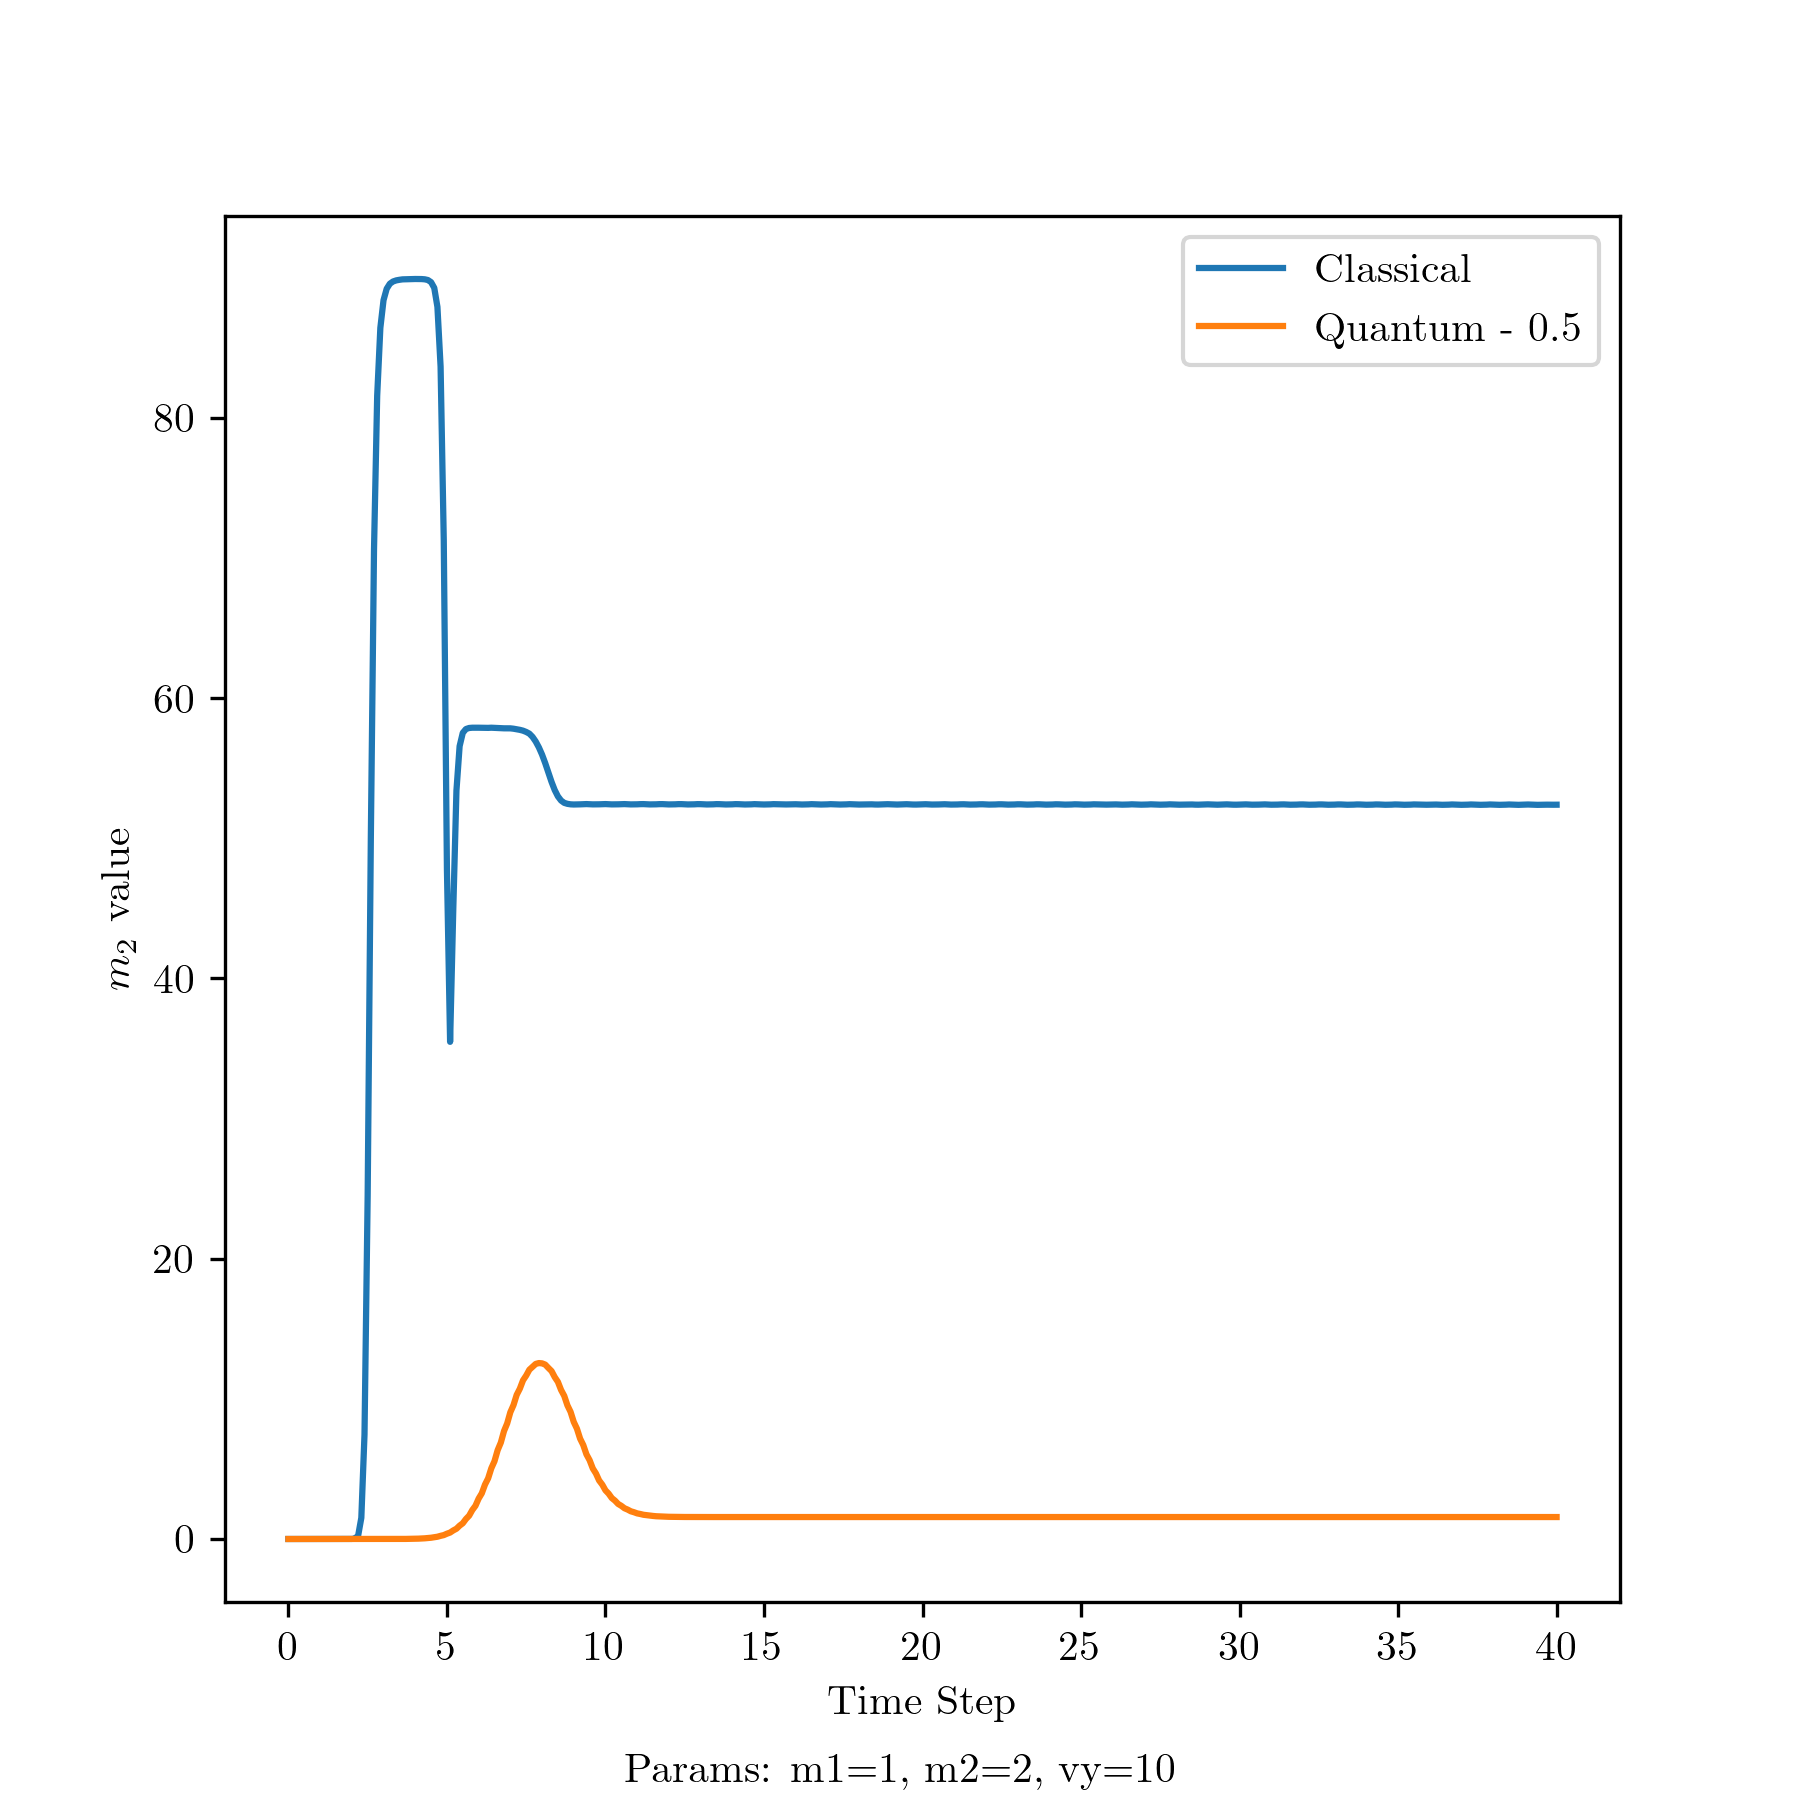 Classical
Quantum - 0.5
80
60
40
20
0
m₂ value
0 5 10 15 20 25 30 35 40
Time Step
Params: m1=1, m2=2, vy=10